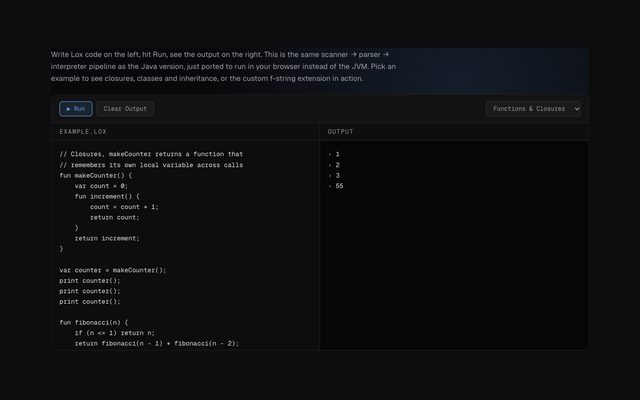 Write Lox code on the left, hit Run, see the output on the right. This is the same scanner → parser →
interpreter pipeline as the Java version, just ported to run in your browser instead of the JVM. Pick an
example to see closures, classes and inheritance, or the custom f-string extension in action.
▶ Run
Clear Output
Functions & Closures
EXAMPLE.LOX
// Closures, makeCounter returns a function that
// remembers its own local variable across calls
fun makeCounter() {
    var count = 0;
    fun increment() {
        count = count + 1;
        return count;
    }
    return increment;
}
var counter = makeCounter();
print counter();
print counter();
print counter();
fun fibonacci(n) {
    if (n <= 1) return n;
    return fibonacci(n - 1) + fibonacci(n - 2);
OUTPUT
› 1
› 2
› 3
› 55